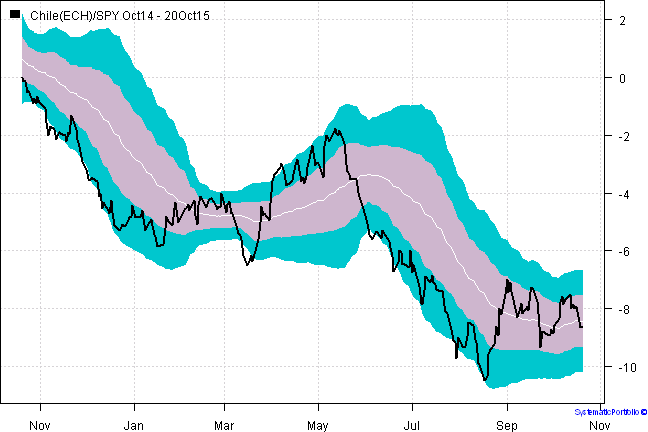 Chile(ECH)/SPY Oct14 - 20Oct15
2
0
-2
-4
-6
-8
-10
Nov Jan Mar May Jul Sep Nov
SystematicPortfolio ©